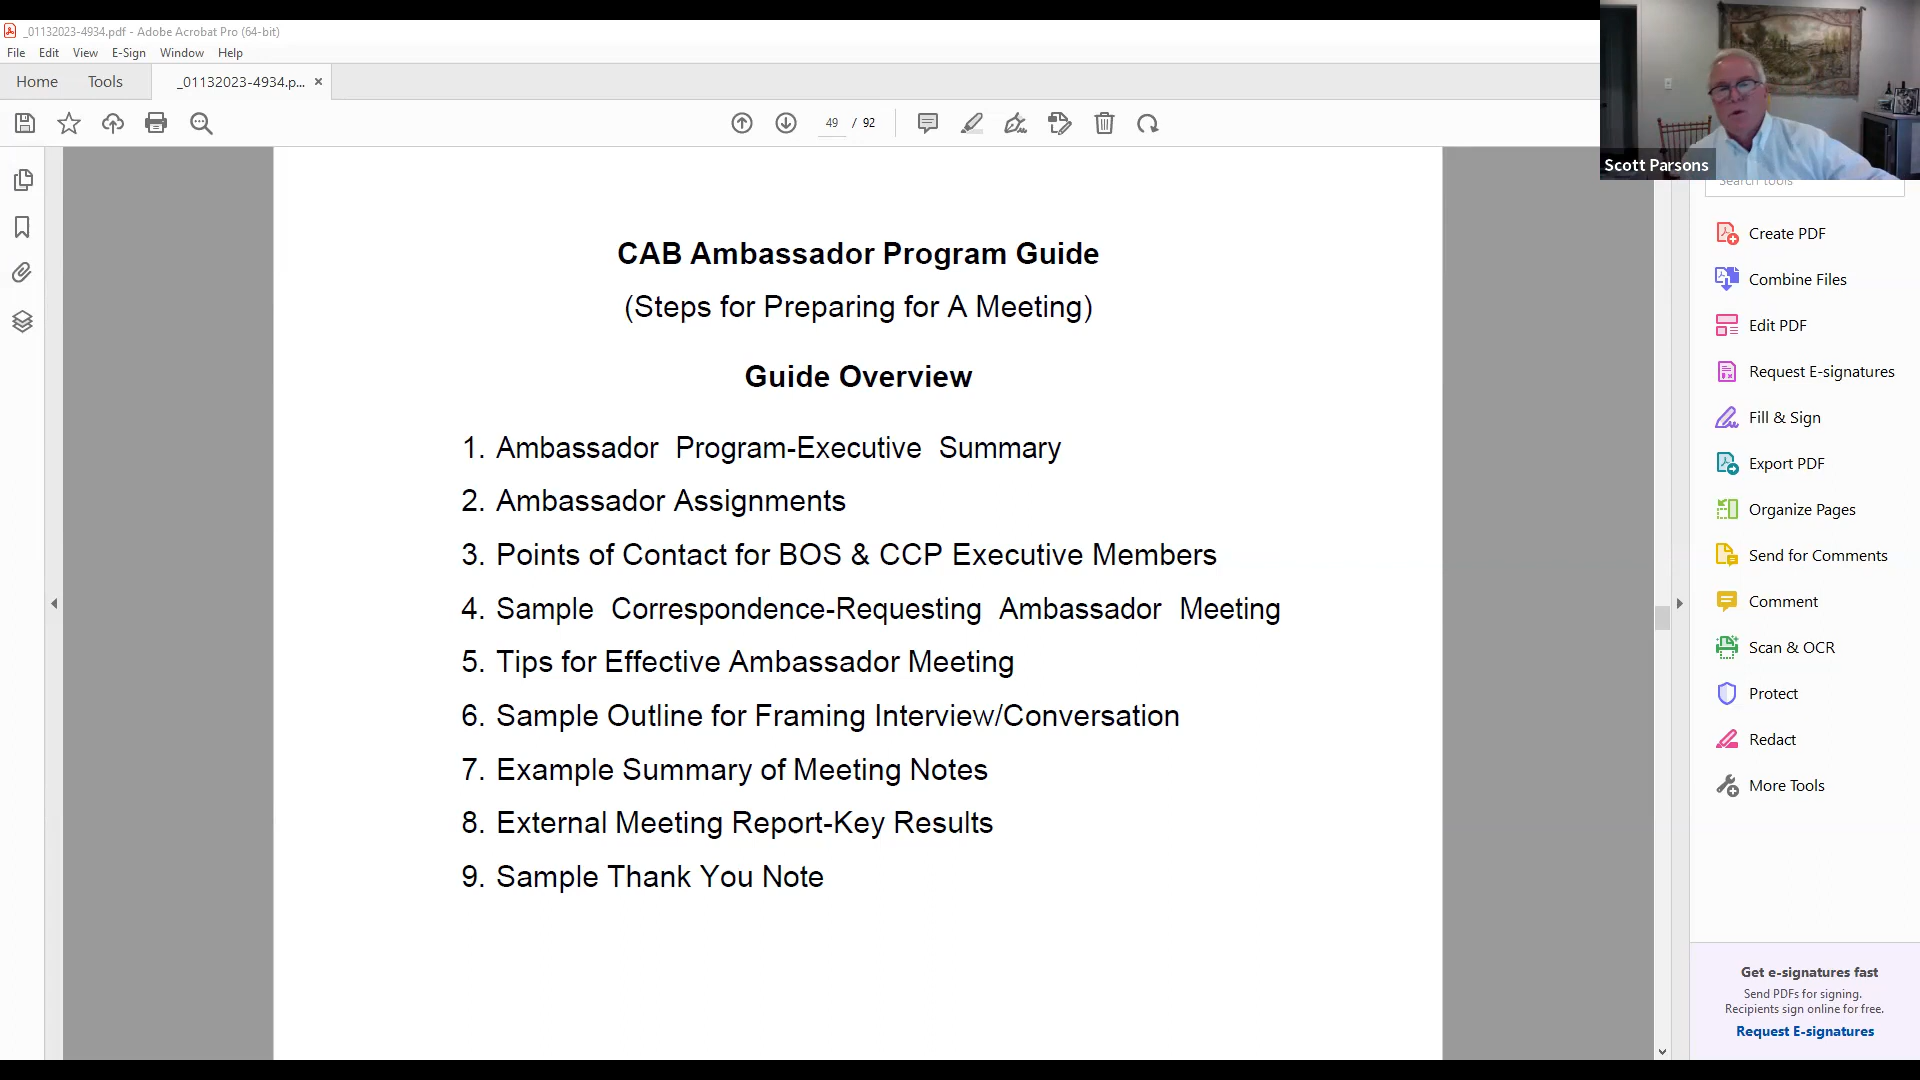 _01132023-4934.pdf - Adobe Acrobat Pro (64-bit)
File Edit View E-Sign Window Help
Home Tools _01132023-4934.p... ×
49 / 92
Scott Parsons
Search tools
CAB Ambassador Program Guide
(Steps for Preparing for A Meeting)
Guide Overview
1. Ambassador Program-Executive Summary
2. Ambassador Assignments
3. Points of Contact for BOS & CCP Executive Members
4. Sample Correspondence-Requesting Ambassador Meeting
5. Tips for Effective Ambassador Meeting
6. Sample Outline for Framing Interview/Conversation
7. Example Summary of Meeting Notes
8. External Meeting Report-Key Results
9. Sample Thank You Note
Create PDF
Combine Files
Edit PDF
Request E-signatures
Fill & Sign
Export PDF
Organize Pages
Send for Comments
Comment
Scan & OCR
Protect
Redact
More Tools
Get e-signatures fast
Send PDFs for signing.
Recipients sign online for free.
Request E-signatures